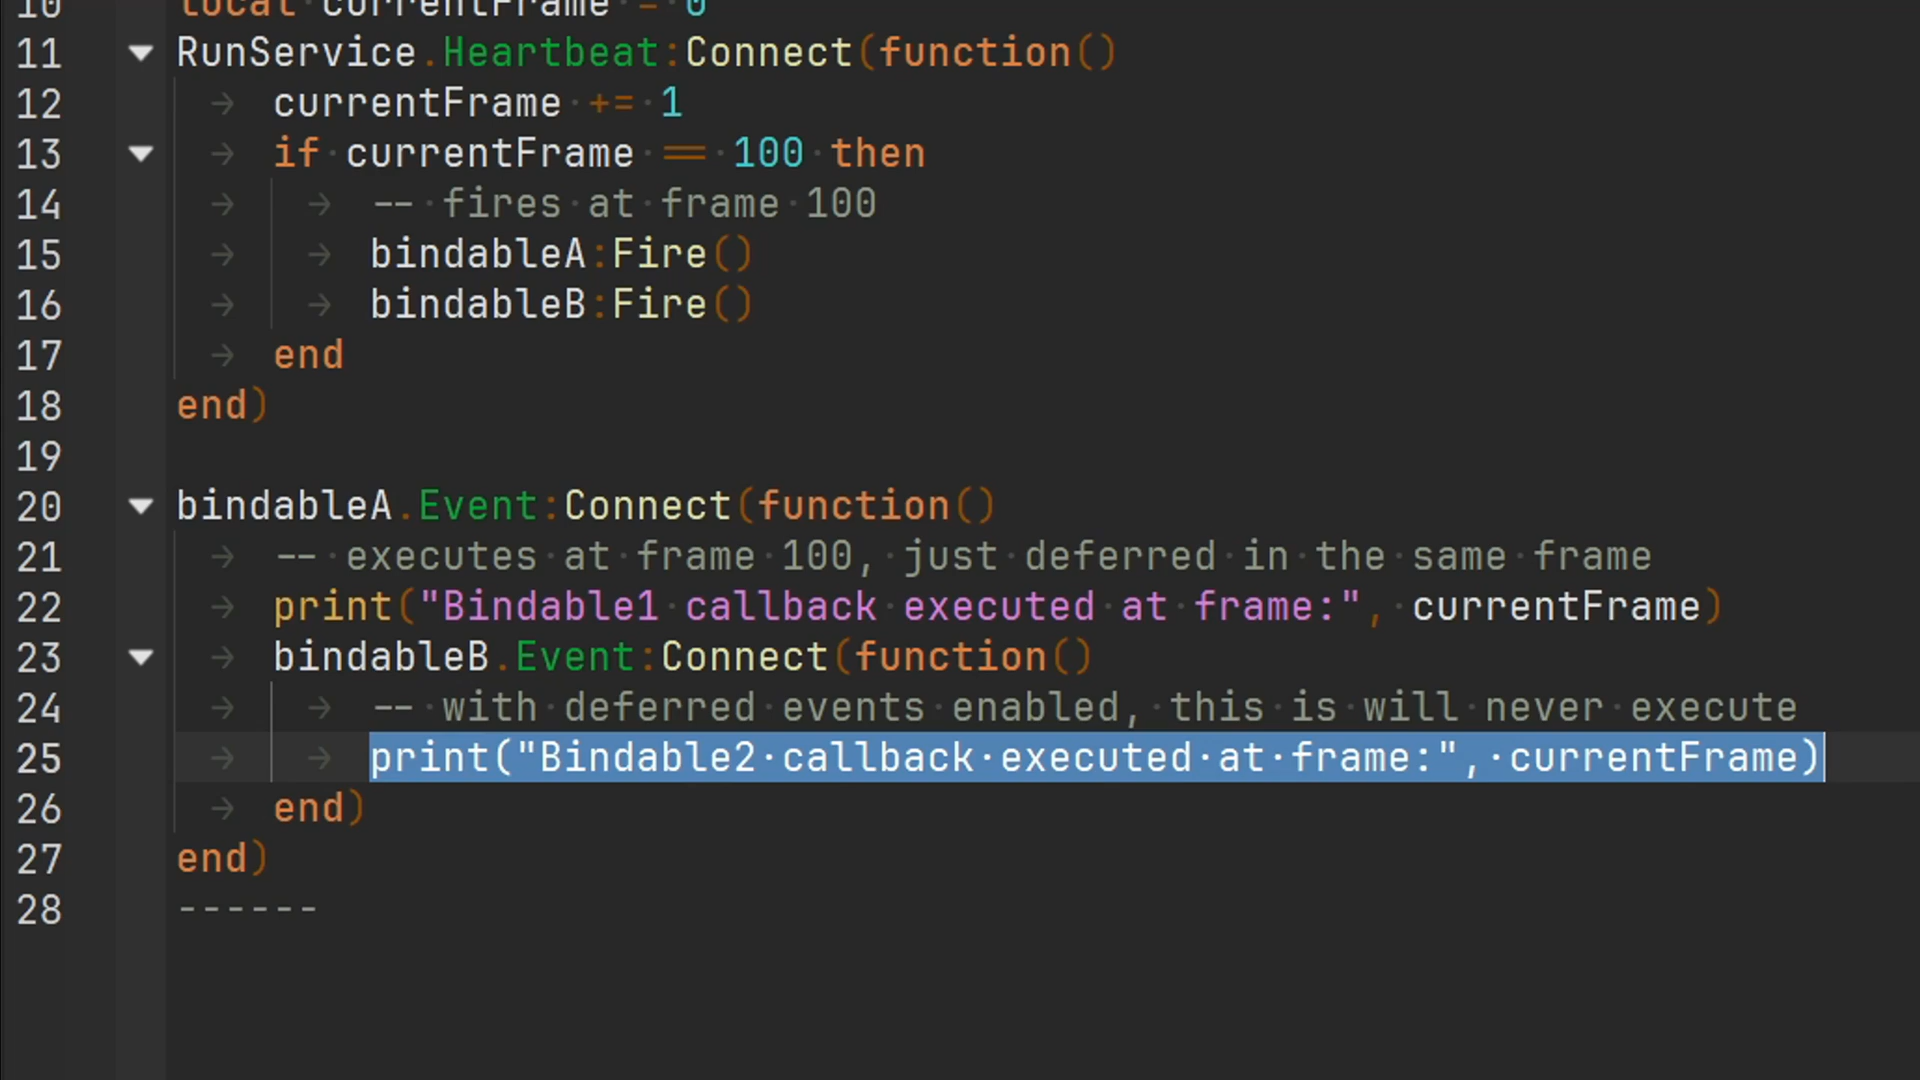 10 local currentFrame = 0
11 RunService.Heartbeat:Connect(function()
12 currentFrame += 1
13 if currentFrame == 100 then
14 -- fires at frame 100
15 bindableA:Fire()
16 bindableB:Fire()
17 end
18 end)
19
20 bindableA.Event:Connect(function()
21 -- executes at frame 100, just deferred in the same frame
22 print("Bindable1 callback executed at frame:", currentFrame)
23 bindableB.Event:Connect(function()
24 -- with deferred events enabled, this is will never execute
25 print("Bindable2 callback executed at frame:", currentFrame)
26 end)
27 end)
28 ------